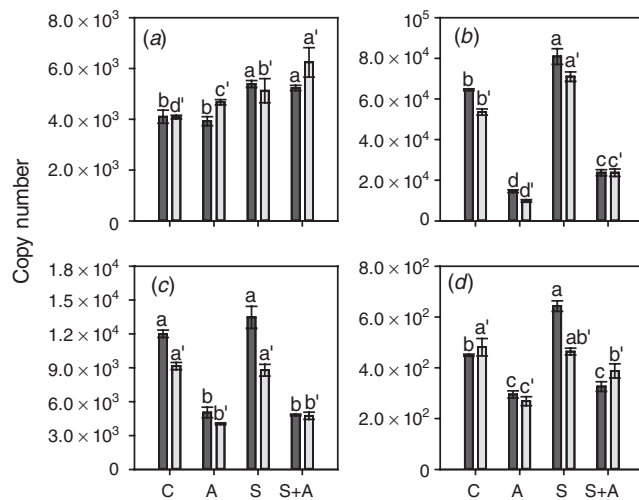 Copy number
(a)
8.0 × 10³
6.0 × 10³
4.0 × 10³
2.0 × 10³
0
b d' b c' a b' a a'
(b)
10⁵
8.0 × 10⁴
6.0 × 10⁴
4.0 × 10⁴
2.0 × 10⁴
0
b b' d d' a a' c c'
(c)
1.8 × 10⁴
1.5 × 10⁴
1.2 × 10⁴
9.0 × 10³
6.0 × 10³
3.0 × 10³
0
a a' b b' a a' b b'
C A S S+A
(d)
8.0 × 10²
6.0 × 10²
4.0 × 10²
2.0 × 10²
0
b a' c c' a ab' c b'
C A S S+A